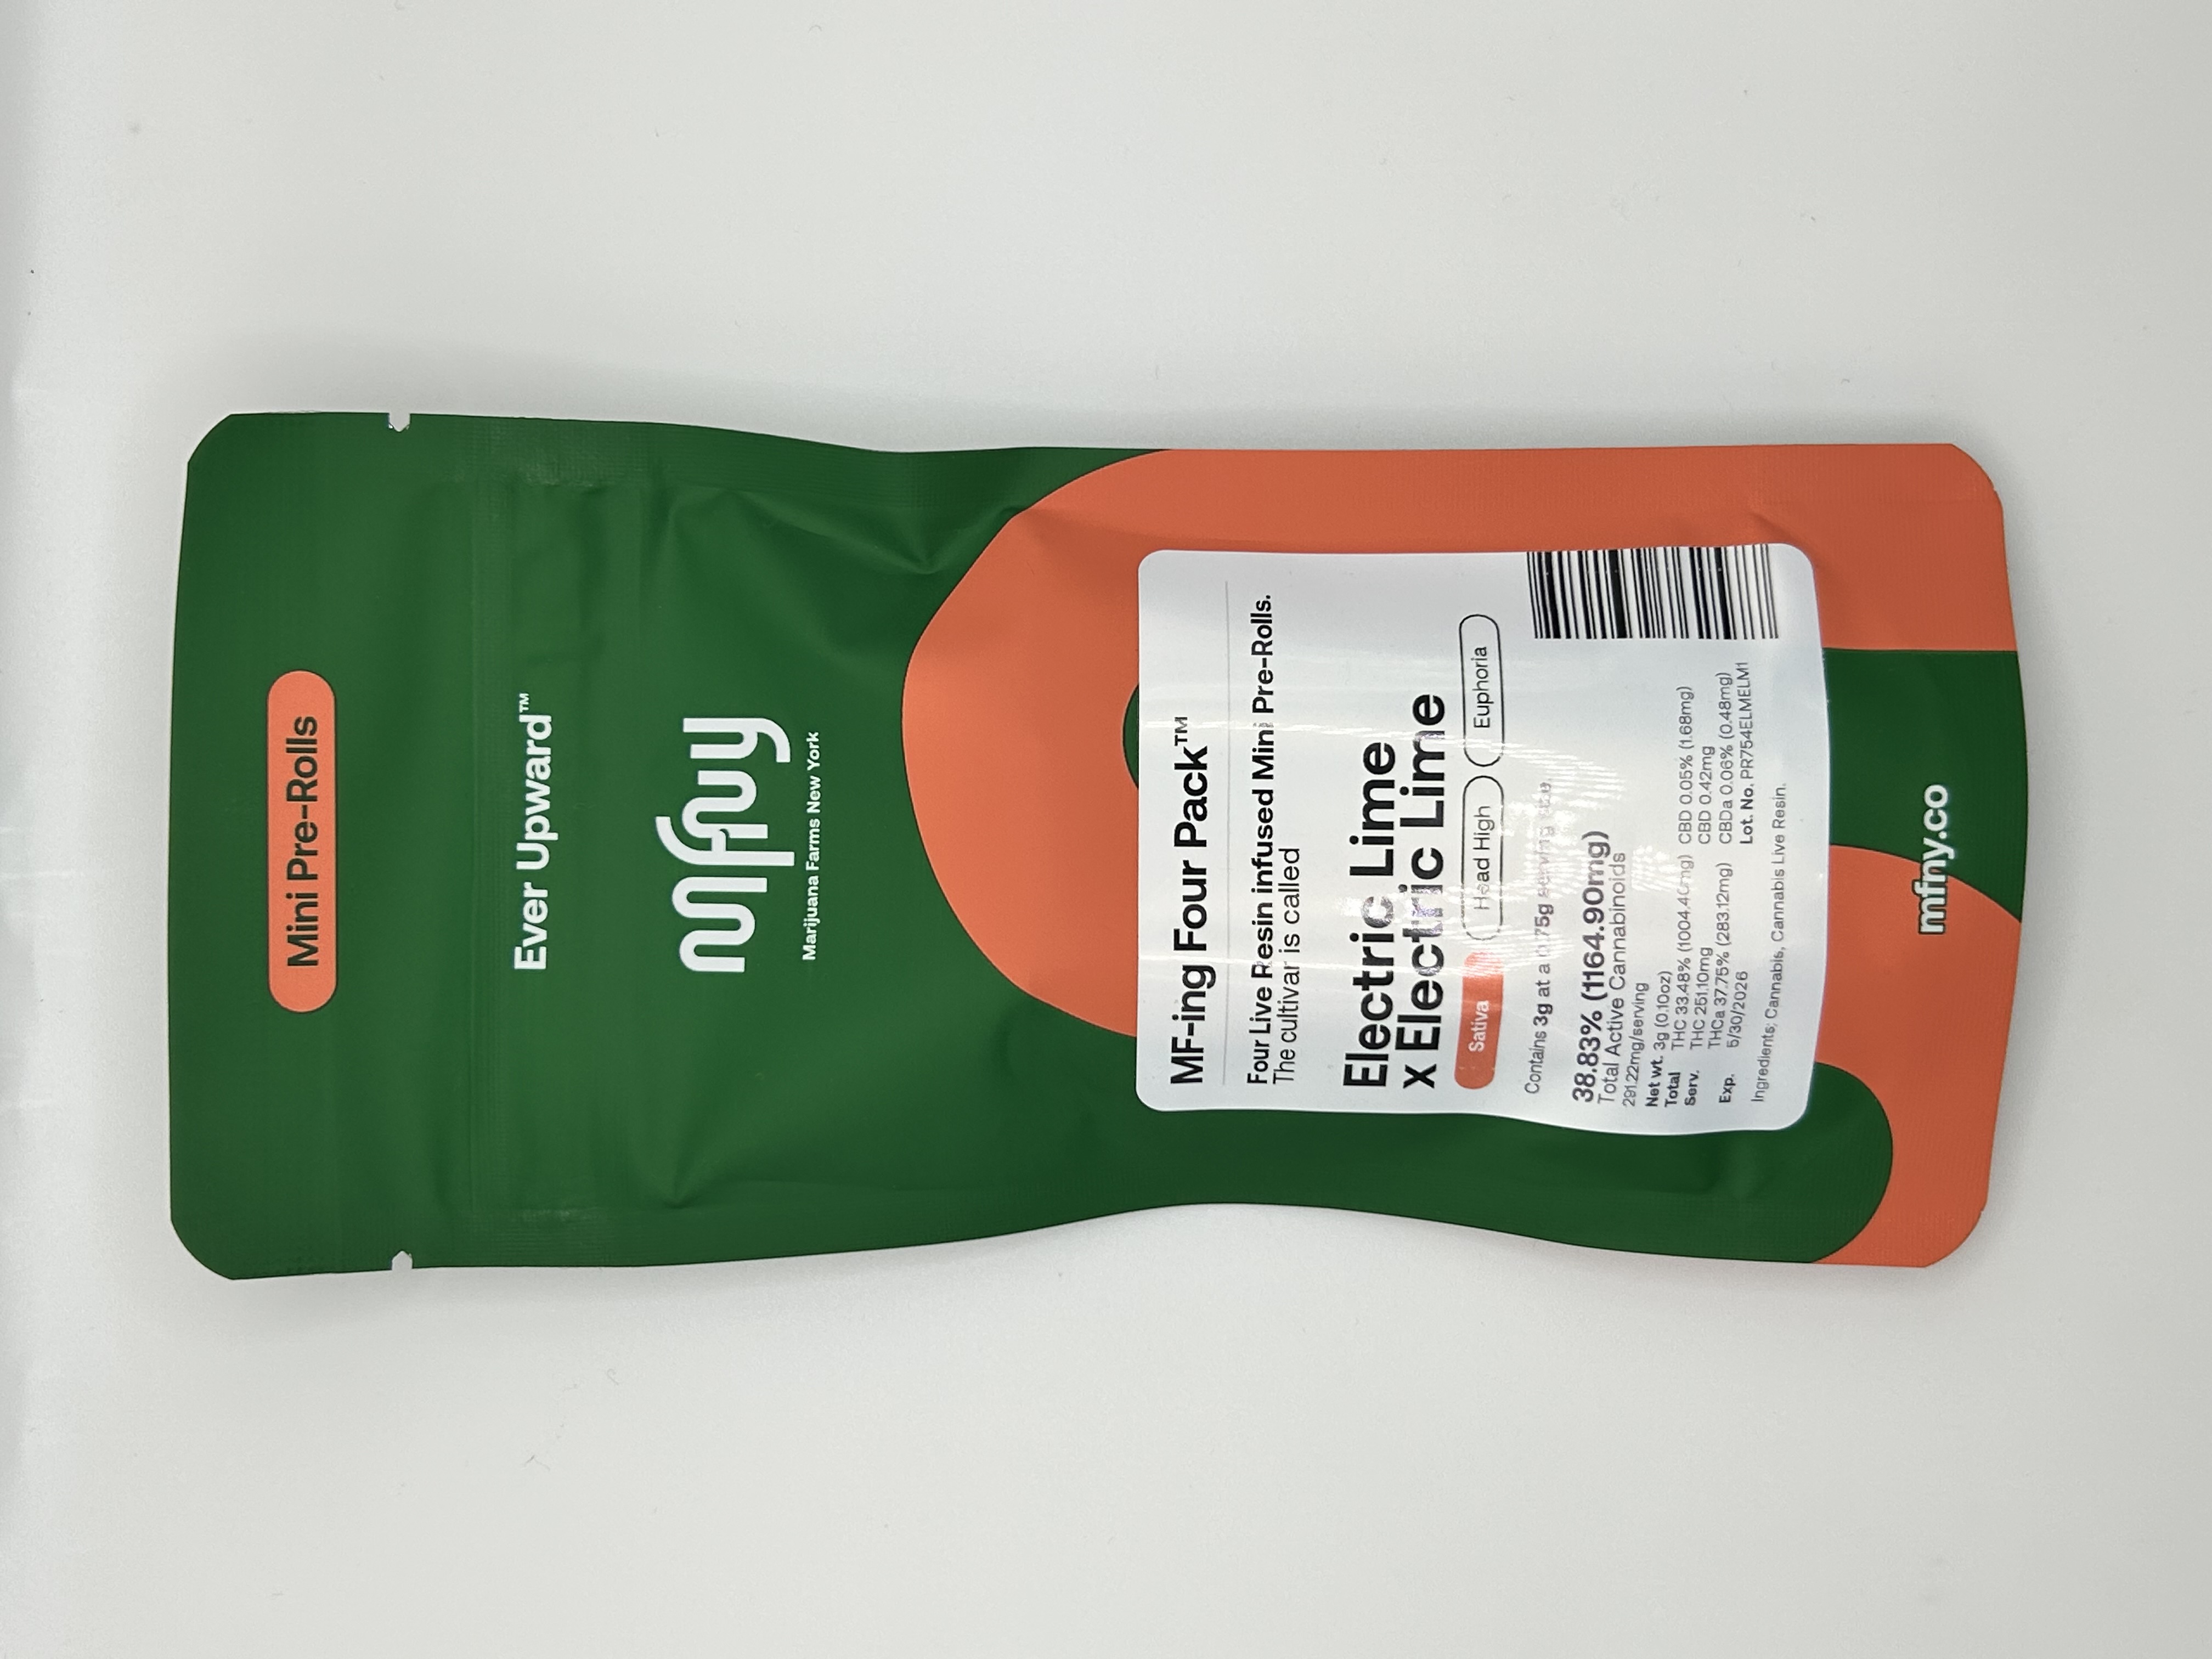 Mini Pre-Rolls
Ever Upward™
mfny
Marijuana Farms New York
MF-ing Four Pack™
Four Live Resin infused Mini Pre-Rolls.
The cultivar is called
Electric Lime
x Electric Lime
Sativa Head High Euphoria
Contains 3g at a 0.75g serving size.
38.83% (1164.90mg)
Total Active Cannabinoids
291.22mg/serving
Net wt. 3g (0.10oz)
Total THC 33.48% (1004.40mg) CBD 0.05% (1.68mg)
Serv. THC 251.10mg CBD 0.42mg
THCa 37.75% (283.12mg) CBDa 0.06% (0.48mg)
Exp. 5/30/2026 Lot. No. PR754ELMELM1
Ingredients; Cannabis, Cannabis Live Resin.
mfny.co